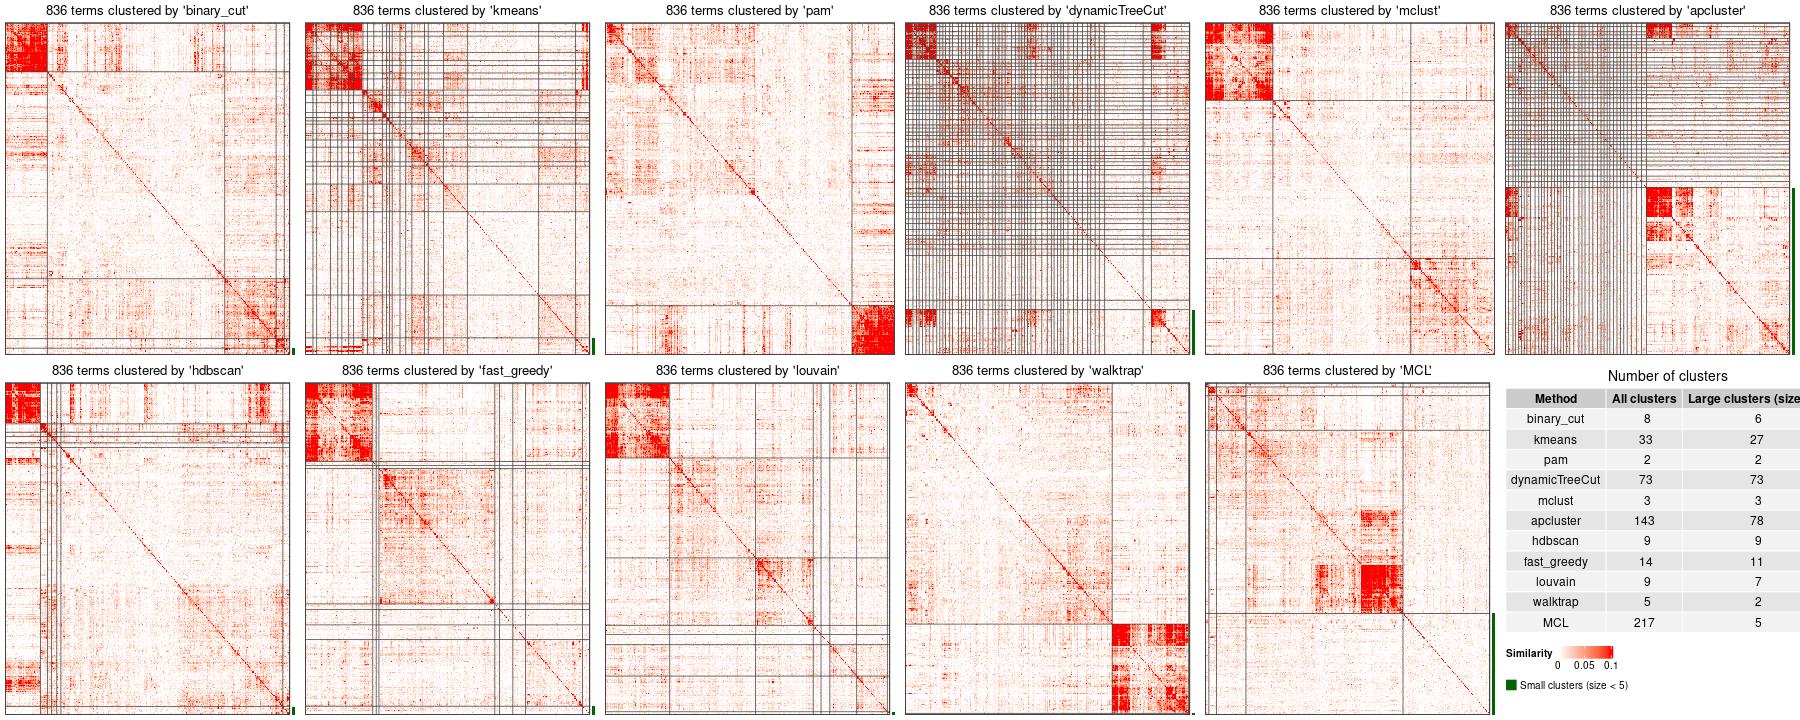 836 terms clustered by 'binary_cut'
836 terms clustered by 'kmeans'
836 terms clustered by 'pam'
836 terms clustered by 'dynamicTreeCut'
836 terms clustered by 'mclust'
836 terms clustered by 'apcluster'
836 terms clustered by 'hdbscan'
836 terms clustered by 'fast_greedy'
836 terms clustered by 'louvain'
836 terms clustered by 'walktrap'
836 terms clustered by 'MCL'
Number of clusters
Method All clusters Large clusters (size
binary_cut 8 6
kmeans 33 27
pam 2 2
dynamicTreeCut 73 73
mclust 3 3
apcluster 143 78
hdbscan 9 9
fast_greedy 14 11
louvain 9 7
walktrap 5 2
MCL 217 5
Similarity
0 0.05 0.1
Small clusters (size < 5)